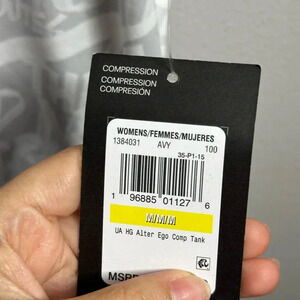 COMPRESSION
COMPRESSION
COMPRESIÓN
WOMENS/FEMMES/MUJERES
1384031 AVY 100
35-P1-15
1 96885 01127 6
M/M/M
UA HG Alter Ego Comp Tank